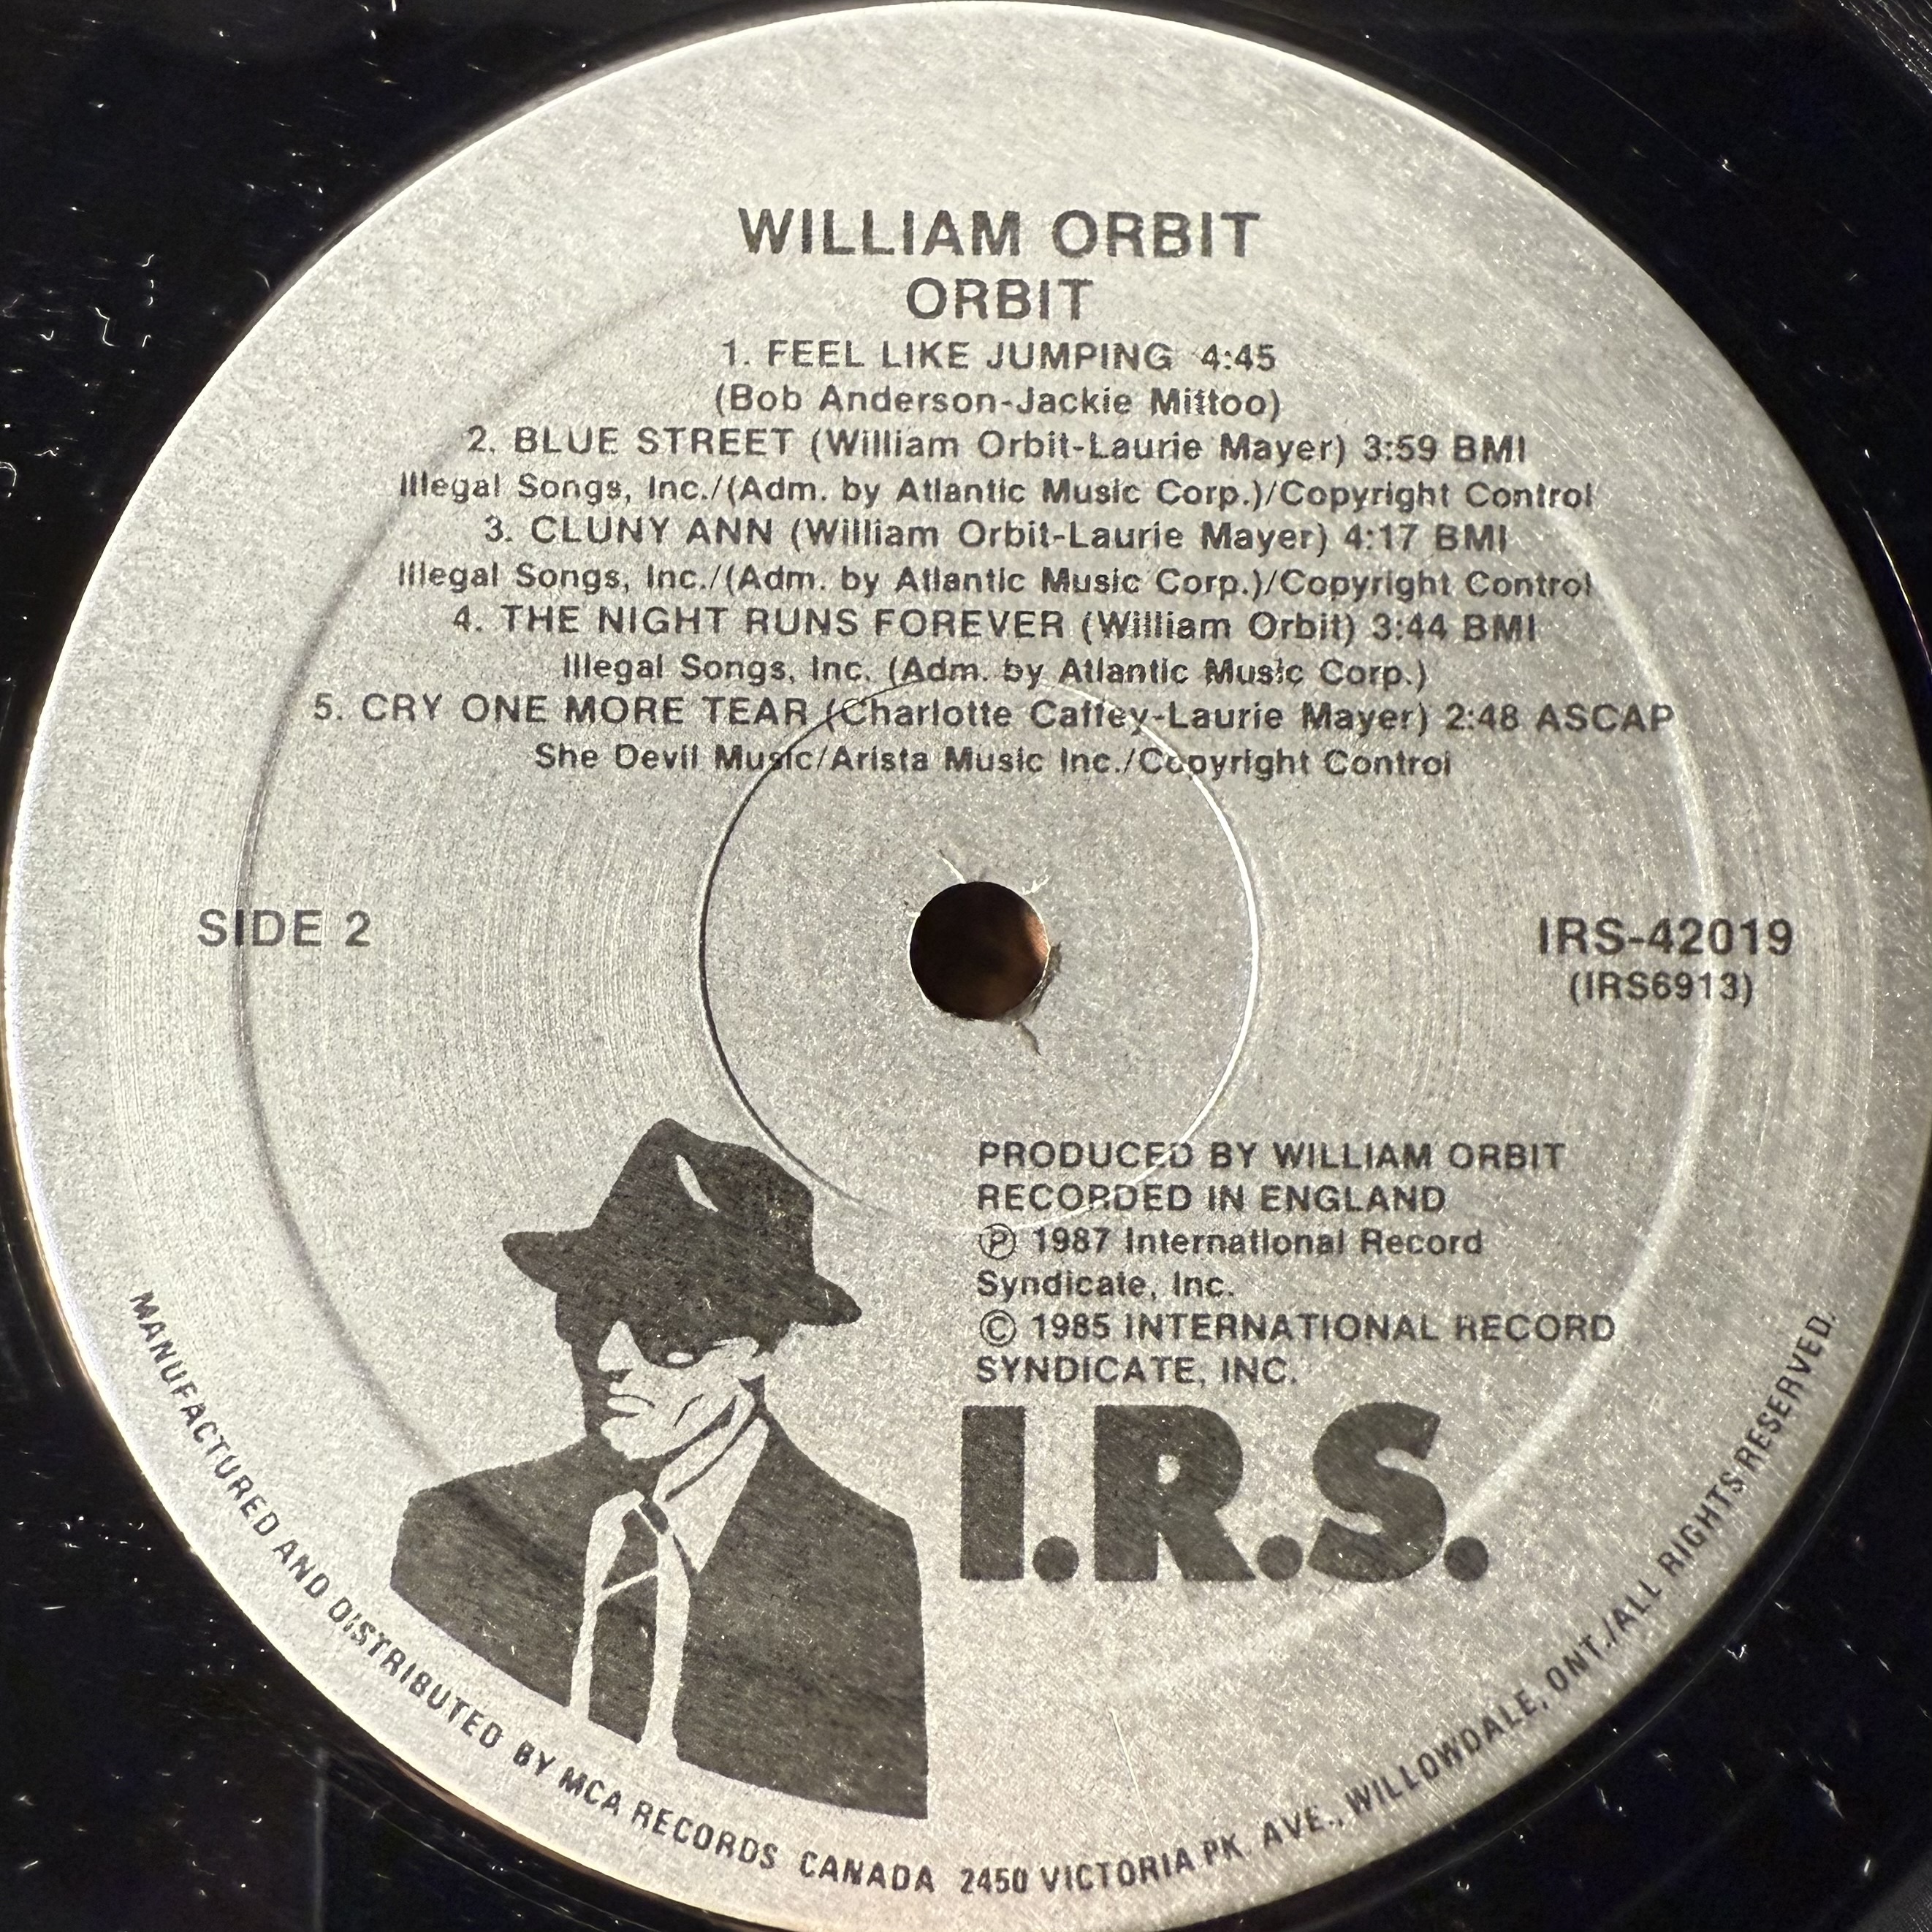 WILLIAM ORBIT
ORBIT
1. FEEL LIKE JUMPING 4:45
(Bob Anderson-Jackie Mittoo)
2. BLUE STREET (William Orbit-Laurie Mayer) 3:59 BMI
Illegal Songs, Inc./(Adm. by Atlantic Music Corp.)/Copyright Control
3. CLUNY ANN (William Orbit-Laurie Mayer) 4:17 BMI
Illegal Songs, Inc./(Adm. by Atlantic Music Corp.)/Copyright Control
4. THE NIGHT RUNS FOREVER (William Orbit) 3:44 BMI
Illegal Songs, Inc. (Adm. by Atlantic Music Corp.)
5. CRY ONE MORE TEAR (Charlotte Caffey-Laurie Mayer) 2:48 ASCAP
She Devil Music/Arista Music Inc./Copyright Control
SIDE 2
IRS-42019
(IRS6913)
PRODUCED BY WILLIAM ORBIT
RECORDED IN ENGLAND
℗ 1987 International Record
Syndicate, Inc.
© 1985 INTERNATIONAL RECORD
SYNDICATE, INC.
I.R.S.
MANUFACTURED AND DISTRIBUTED BY MCA RECORDS CANADA 2450 VICTORIA PK. AVE., WILLOWDALE, ONT./ALL RIGHTS RESERVED.